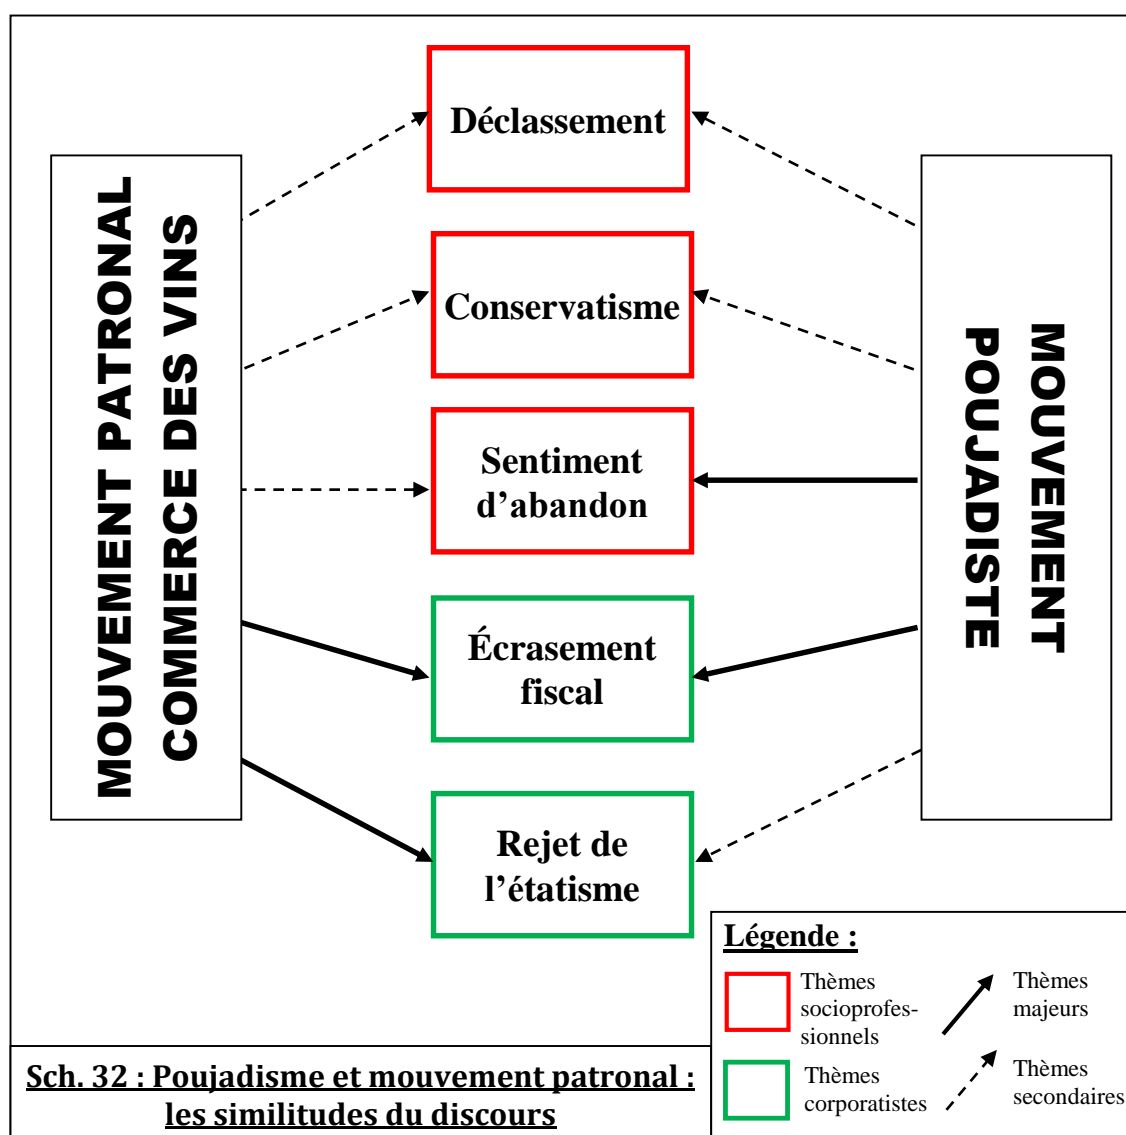 MOUVEMENT PATRONAL
COMMERCE DES VINS
Déclassement
Conservatisme
Sentiment
d’abandon
Écrasement
fiscal
Rejet de
l’étatisme
MOUVEMENT
POUJADISTE
Légende :
Thèmes
socioprofes-
sionnels
Thèmes
majeurs
Thèmes
corporatistes
Thèmes
secondaires
Sch. 32 : Poujadisme et mouvement patronal :
les similitudes du discours